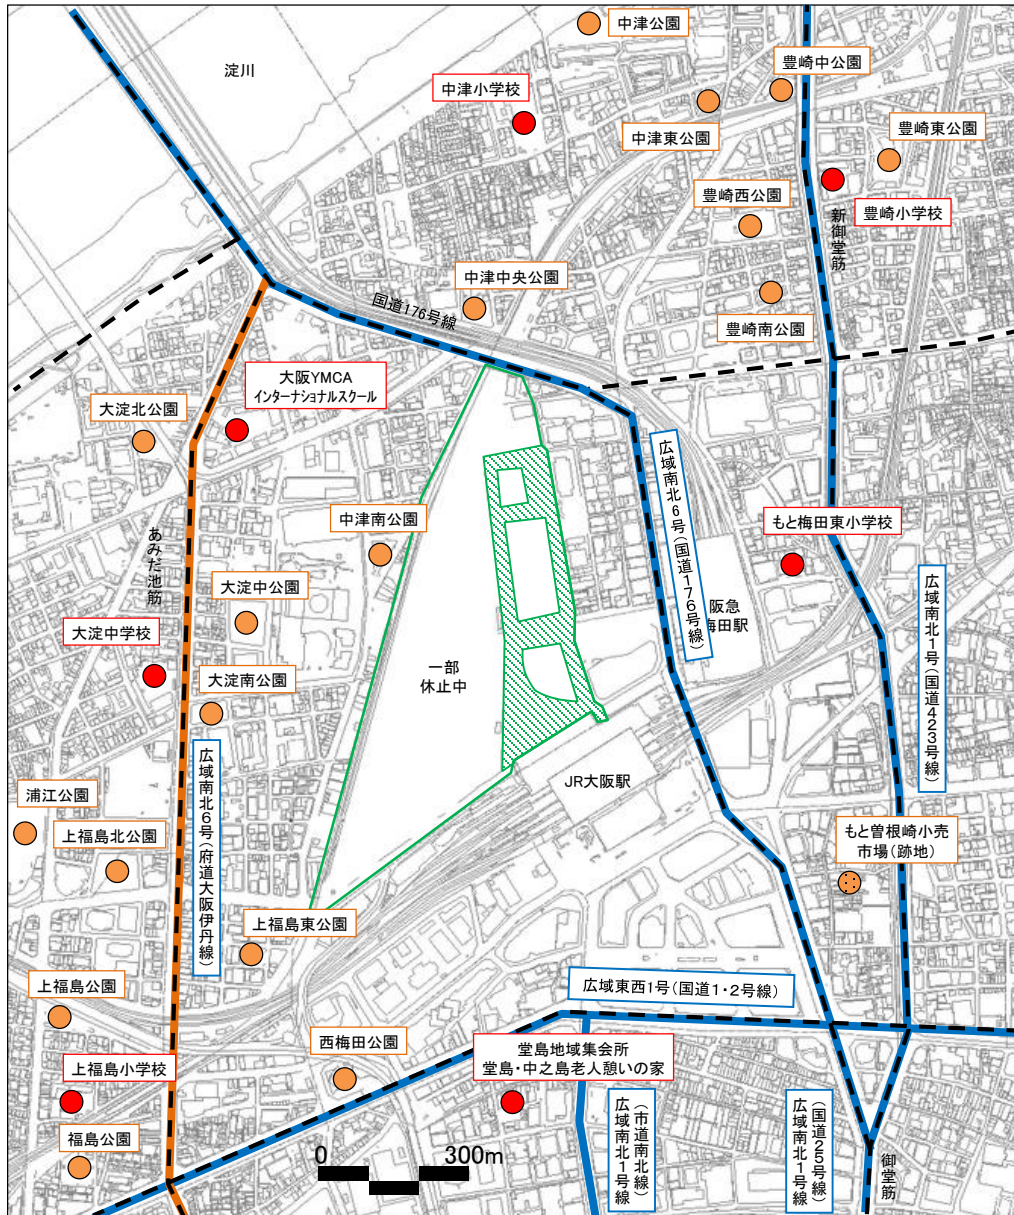 中津公園
淀川
豊崎中公園
中津小学校
中津東公園
豊崎東公園
豊崎西公園
豊崎小学校
新御堂筋
中津中央公園
国道176号線
豊崎南公園
大阪YMCA
インターナショナルスクール
大淀北公園
広域南北6号(国道176号線)
中津南公園
もと梅田東小学校
あみだ池筋
広域南北1号(国道423号線)
大淀中公園
阪急
梅田駅
大淀中学校
一部
休止中
大淀南公園
広域南北6号(府道大阪伊丹線)
JR大阪駅
浦江公園
上福島北公園
もと曽根崎小売
市場(跡地)
上福島東公園
広域東西1号(国道1・2号線)
上福島公園
西梅田公園
堂島地域集会所
堂島・中之島老人憩いの家
上福島小学校
(市道南北線)
広域南北1号線
(国道25号線)
広域南北1号線
福島公園
御堂筋
0 300m